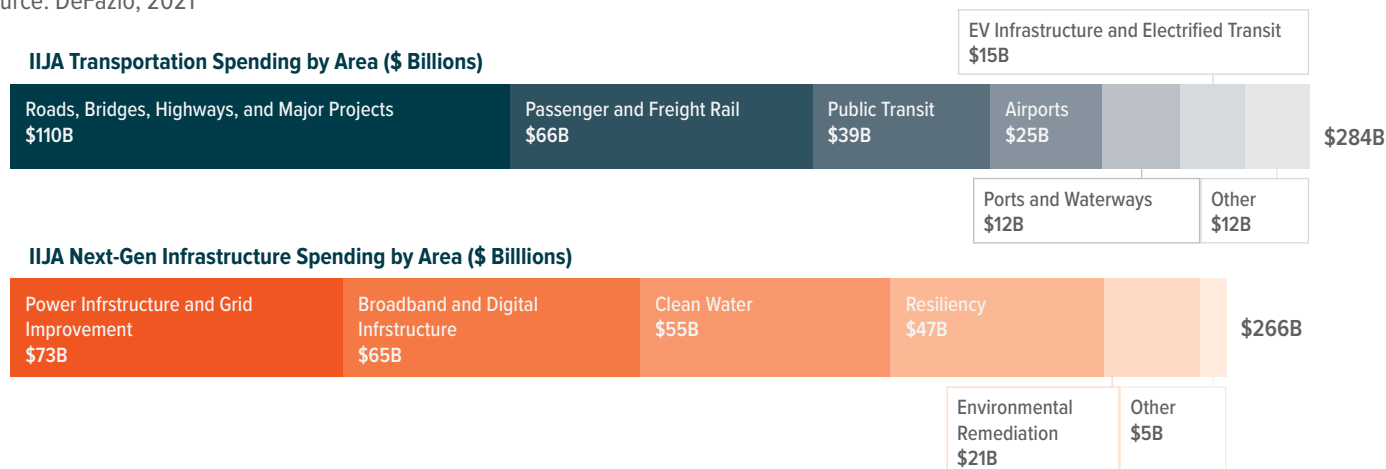 urce: DeFazio, 2021
EV Infrastructure and Electrified Transit
$15B
IIJA Transportation Spending by Area ($ Billions)
Roads, Bridges, Highways, and Major Projects
$110B
Passenger and Freight Rail
$66B
Public Transit
$39B
Airports
$25B
$284B
Ports and Waterways
$12B
Other
$12B
IIJA Next-Gen Infrastructure Spending by Area ($ Billlions)
Power Infrstructure and Grid
Improvement
$73B
Broadband and Digital
Infrstructure
$65B
Clean Water
$55B
Resiliency
$47B
$266B
Environmental
Remediation
$21B
Other
$5B